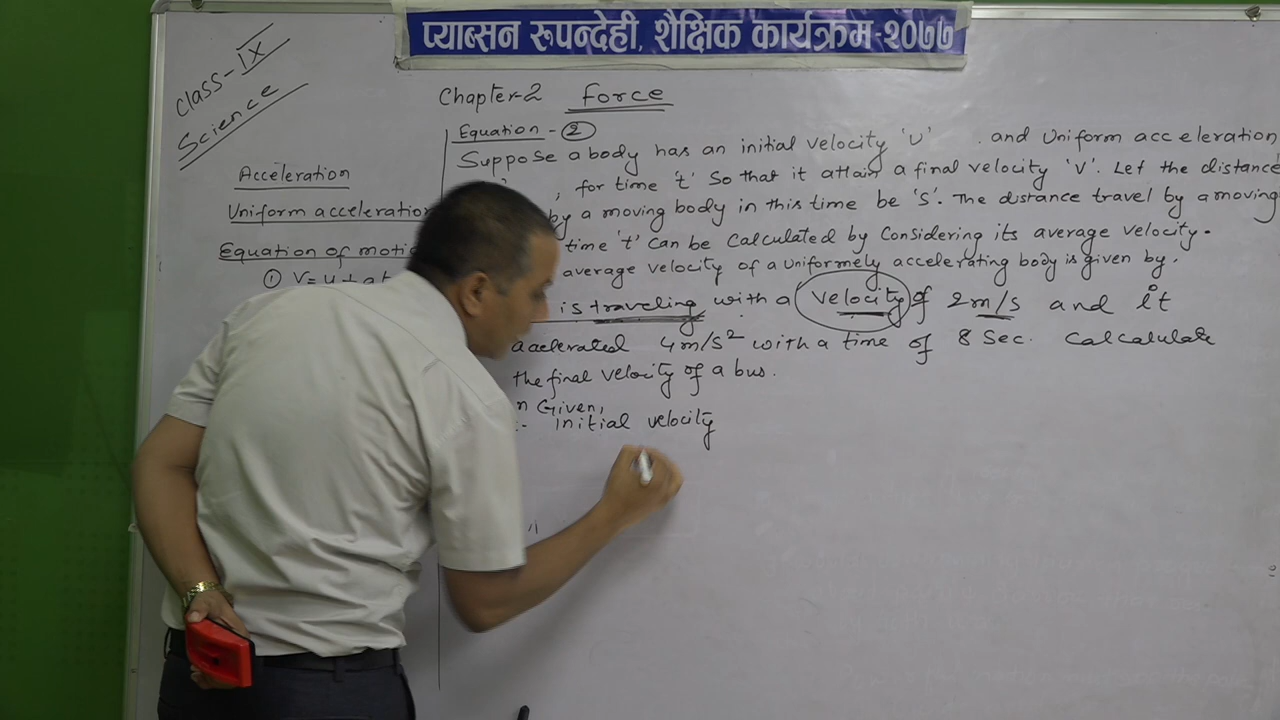 प्याब्सन रुपन्देही, शैक्षिक कार्यक्रम-२०७७
Class-IX
Science
Chapter-2 Force
Acceleration
Uniform acceleration
Equation of moti
① V=u+at
Equation-②
Suppose a body has an initial velocity 'u' . and Uniform acceleration
, for time 't' So that it attain a final velocity 'v'. Let the distance
by a moving body in this time be 's'. The distance travel by a moving
time 't' can be Calculated by Considering its average velocity.
average velocity of a uniformely accelerating body is given by.
is traveling with a velocity of 2m/s and it
accelerated 4m/s² with a time of 8 Sec. Calcalulate
the final velocity of a bus.
n Given,
:- Initial velocity